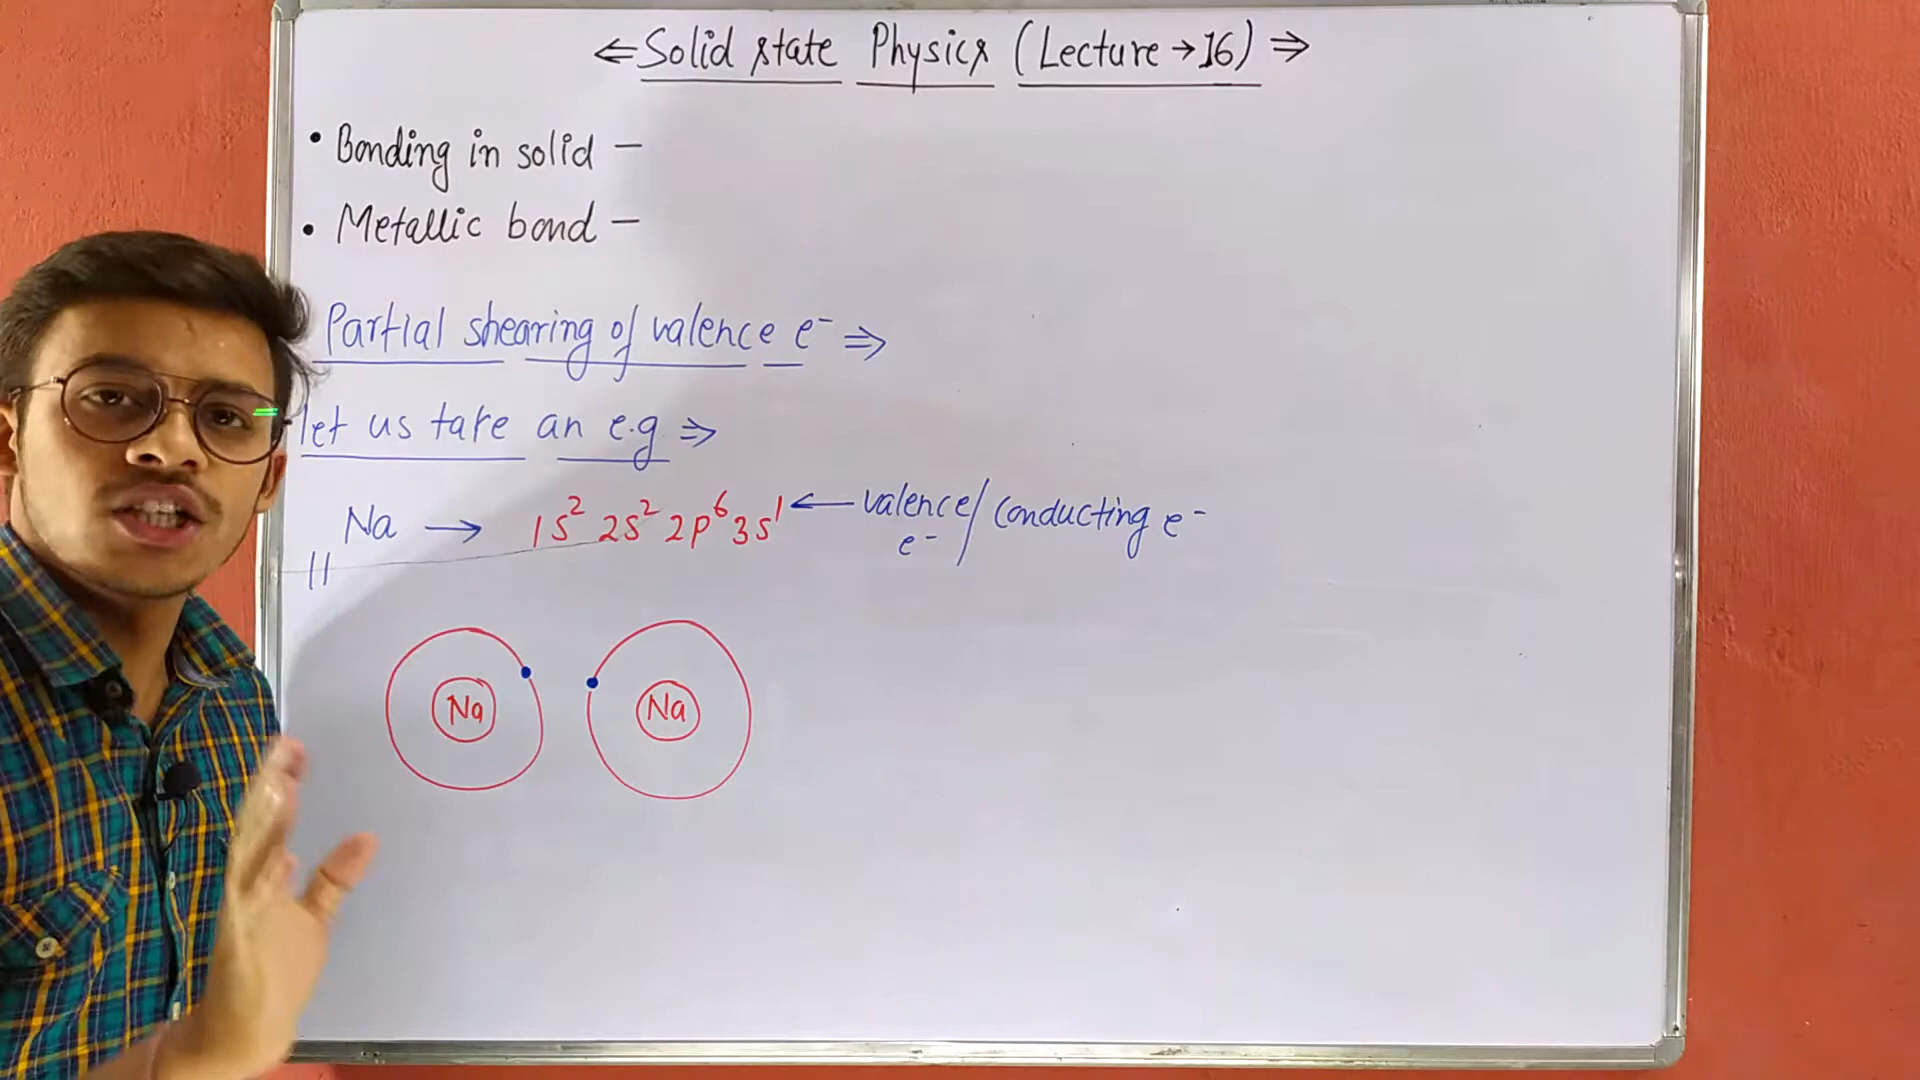 ⇐ Solid state Physics (Lecture → 16) ⇒
• Bonding in solid –
• Metallic bond –
Partial shearing of valence e⁻ ⇒
let us take an e.g ⇒
Na → 1s² 2s² 2p⁶ 3s¹ ← valence e⁻ / conducting e⁻
11
Na Na